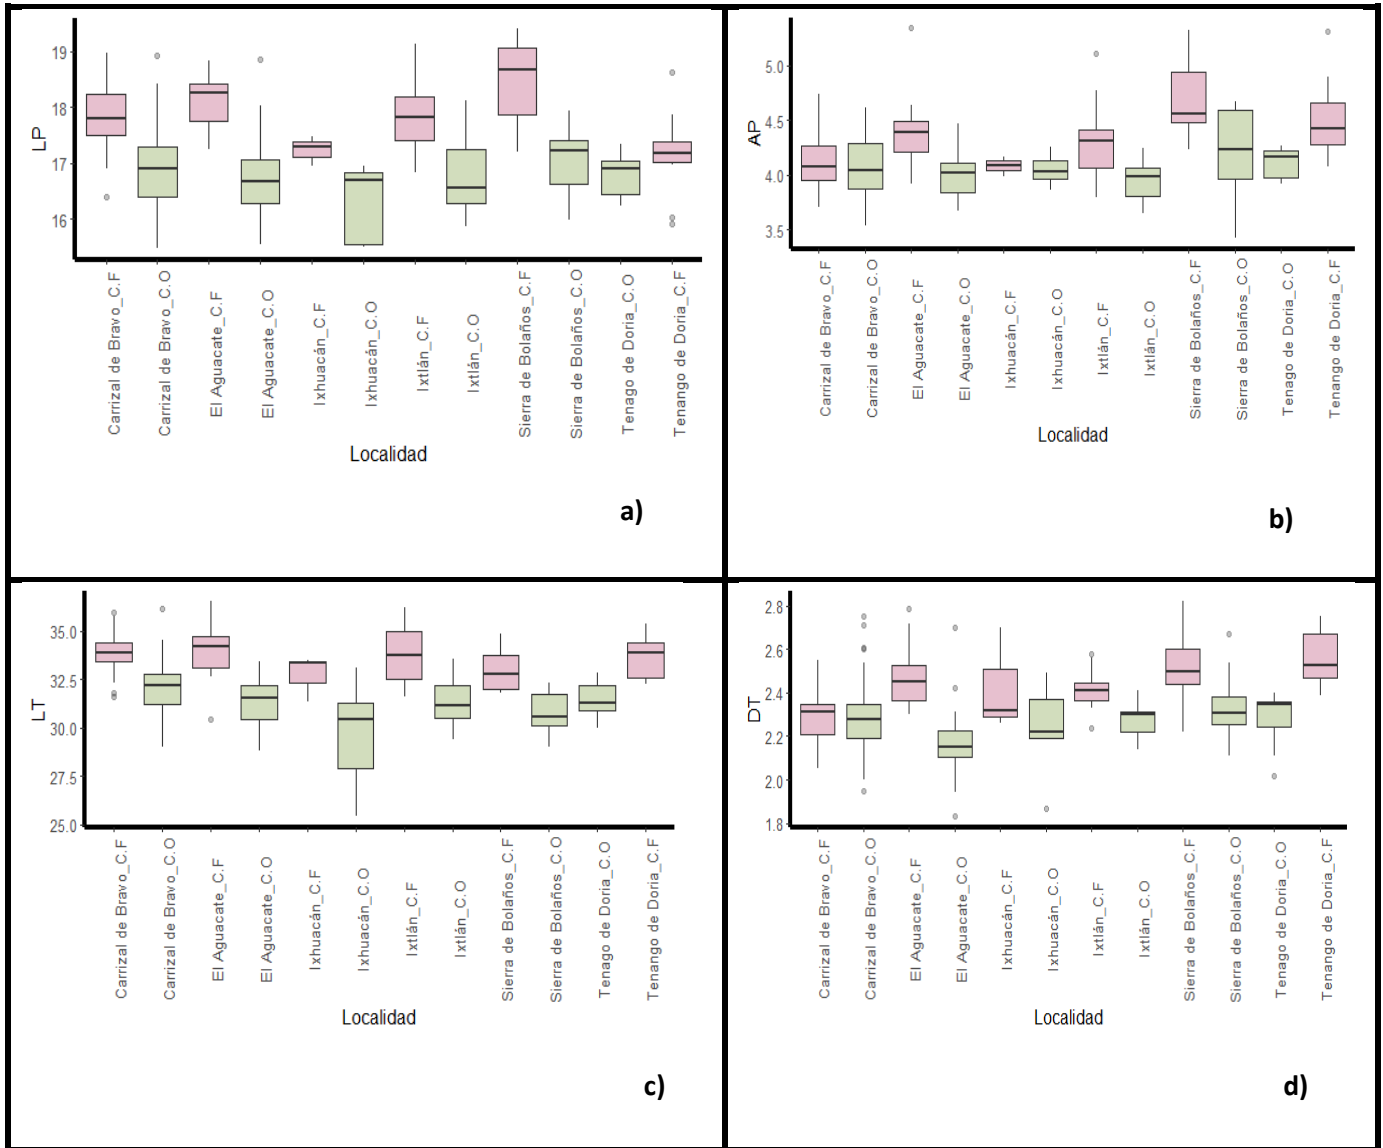 LP
19
18
17
16
Carrizal de Bravo_C.F
Carrizal de Bravo_C.O
El Aguacate_C.F
El Aguacate_C.O
Ixhuacán_C.F
Ixhuacán_C.O
Ixtlán_C.F
Ixtlán_C.O
Sierra de Bolaños_C.F
Sierra de Bolaños_C.O
Tenago de Doria_C.O
Tenango de Doria_C.F
Localidad
a)
AP
5.0
4.5
4.0
3.5
Carrizal de Bravo_C.F
Carrizal de Bravo_C.O
El Aguacate_C.F
El Aguacate_C.O
Ixhuacán_C.F
Ixhuacán_C.O
Ixtlán_C.F
Ixtlán_C.O
Sierra de Bolaños_C.F
Sierra de Bolaños_C.O
Tenago de Doria_C.O
Tenango de Doria_C.F
Localidad
b)
LT
35.0
32.5
30.0
27.5
25.0
Carrizal de Bravo_C.F
Carrizal de Bravo_C.O
El Aguacate_C.F
El Aguacate_C.O
Ixhuacán_C.F
Ixhuacán_C.O
Ixtlán_C.F
Ixtlán_C.O
Sierra de Bolaños_C.F
Sierra de Bolaños_C.O
Tenago de Doria_C.O
Tenango de Doria_C.F
Localidad
c)
DT
2.8
2.6
2.4
2.2
2.0
1.8
Carrizal de Bravo_C.F
Carrizal de Bravo_C.O
El Aguacate_C.F
El Aguacate_C.O
Ixhuacán_C.F
Ixhuacán_C.O
Ixtlán_C.F
Ixtlán_C.O
Sierra de Bolaños_C.F
Sierra de Bolaños_C.O
Tenago de Doria_C.O
Tenango de Doria_C.F
Localidad
d)